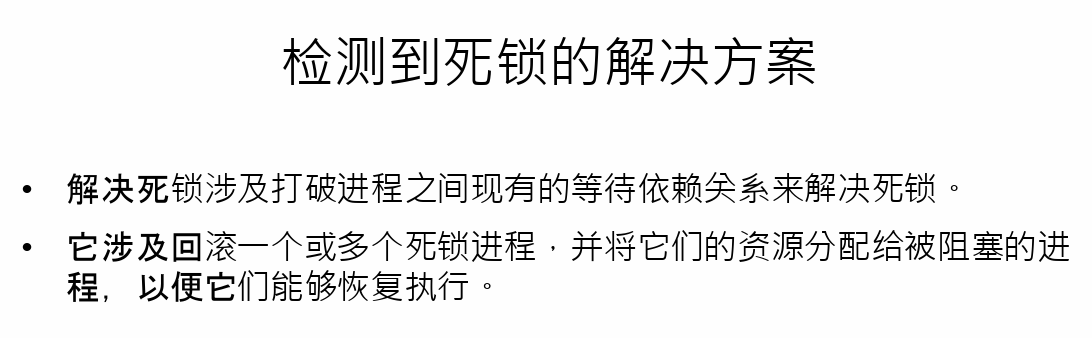 检测到死锁的解决方案
• 解决死锁涉及打破进程之间现有的等待依赖关系来解决死锁。
• 它涉及回滚一个或多个死锁进程，并将它们的资源分配给被阻塞的进
程，以便它们能够恢复执行。